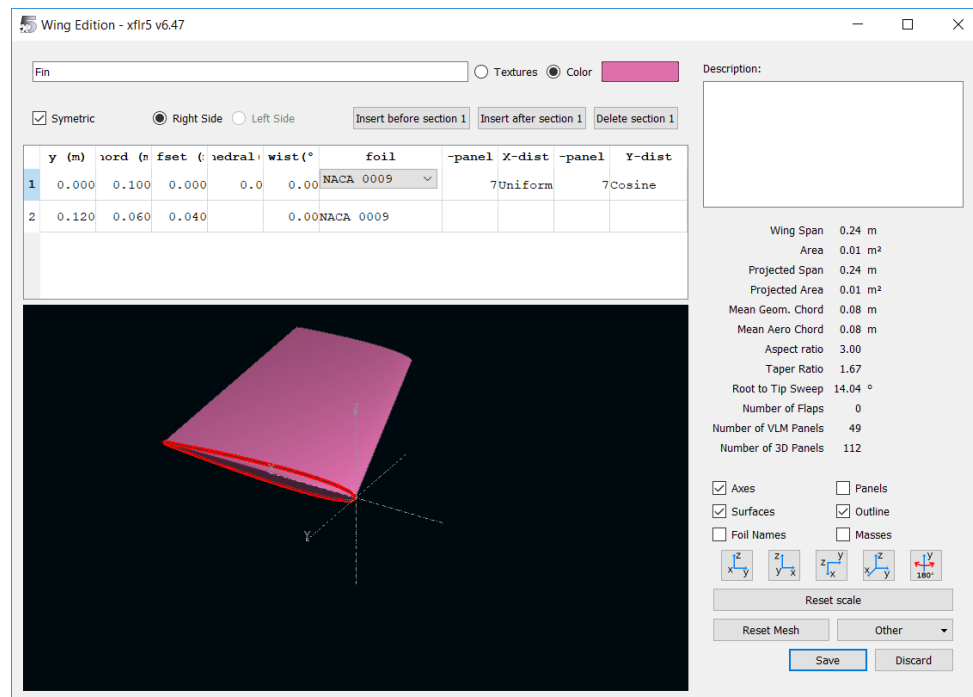 Wing Edition - xflr5 v6.47
Fin Textures Color
Symetric Right Side Left Side Insert before section 1 Insert after section 1 Delete section 1
y (m) hord (n fset (: nedral( wist(° foil -panel X-dist -panel Y-dist
1 0.000 0.100 0.000 0.0 0.00 NACA 0009 7 Uniform 7 Cosine
2 0.120 0.060 0.040 0.00 NACA 0009
Z
X
Y
Description:
Wing Span 0.24 m
Area 0.01 m²
Projected Span 0.24 m
Projected Area 0.01 m²
Mean Geom. Chord 0.08 m
Mean Aero Chord 0.08 m
Aspect ratio 3.00
Taper Ratio 1.67
Root to Tip Sweep 14.04 °
Number of Flaps 0
Number of VLM Panels 49
Number of 3D Panels 112
Axes Panels
Surfaces Outline
Foil Names Masses
z x y z y x z y x z x y y 180°
Reset scale
Reset Mesh Other
Save Discard